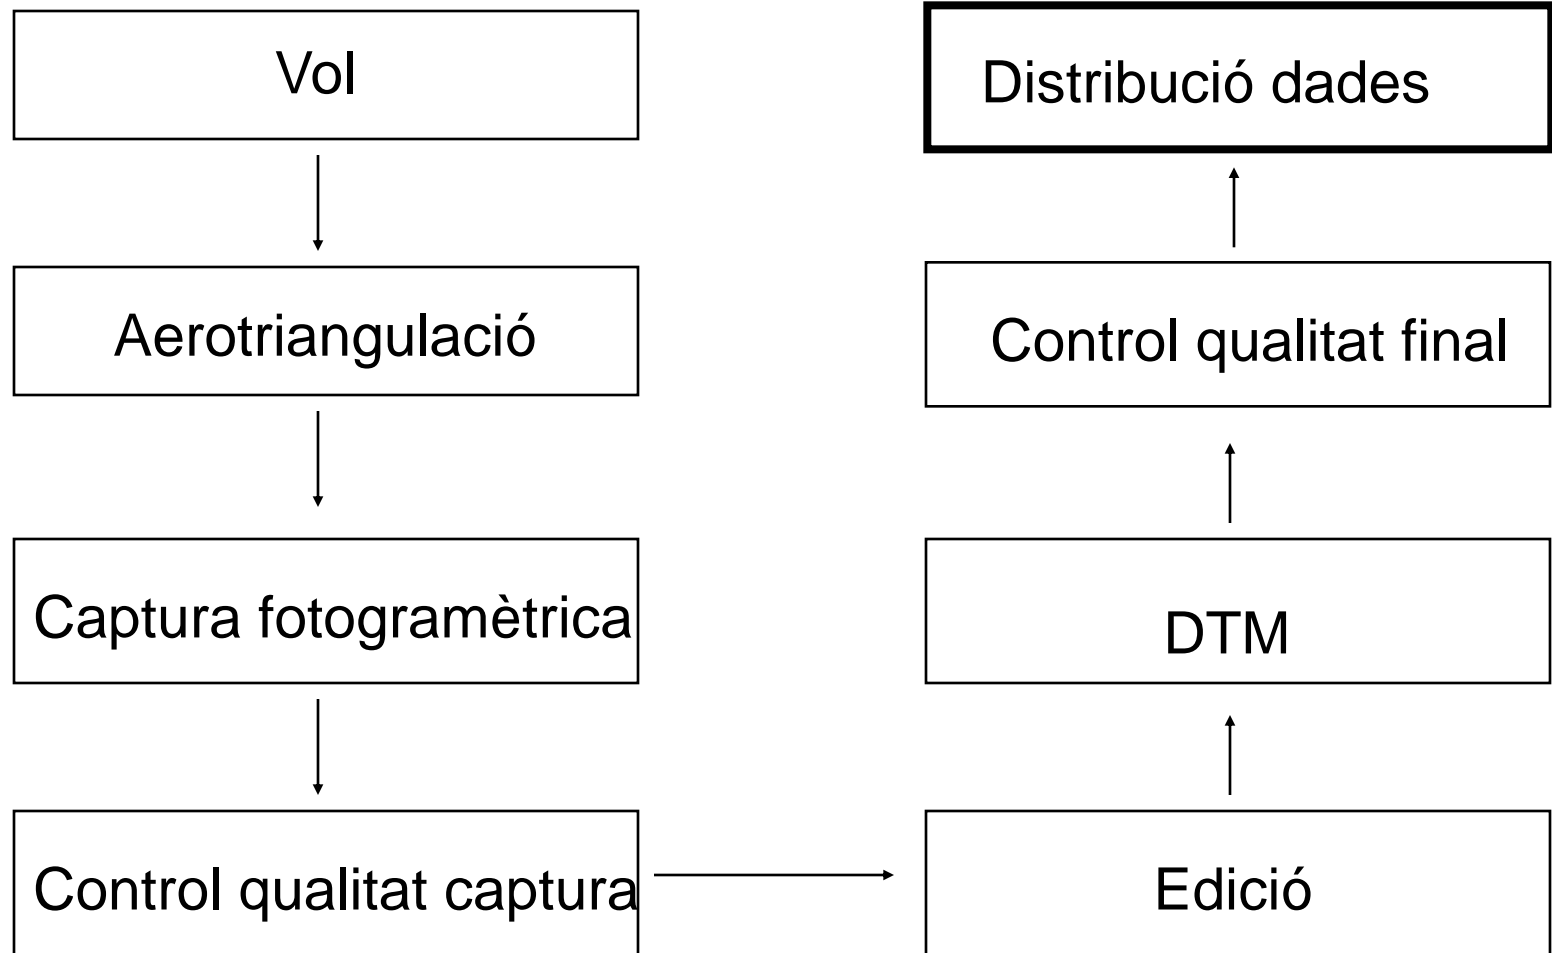 Vol
Aerotriangulació
Captura fotogramètrica
Control qualitat captura
Edició
DTM
Control qualitat final
Distribució dades